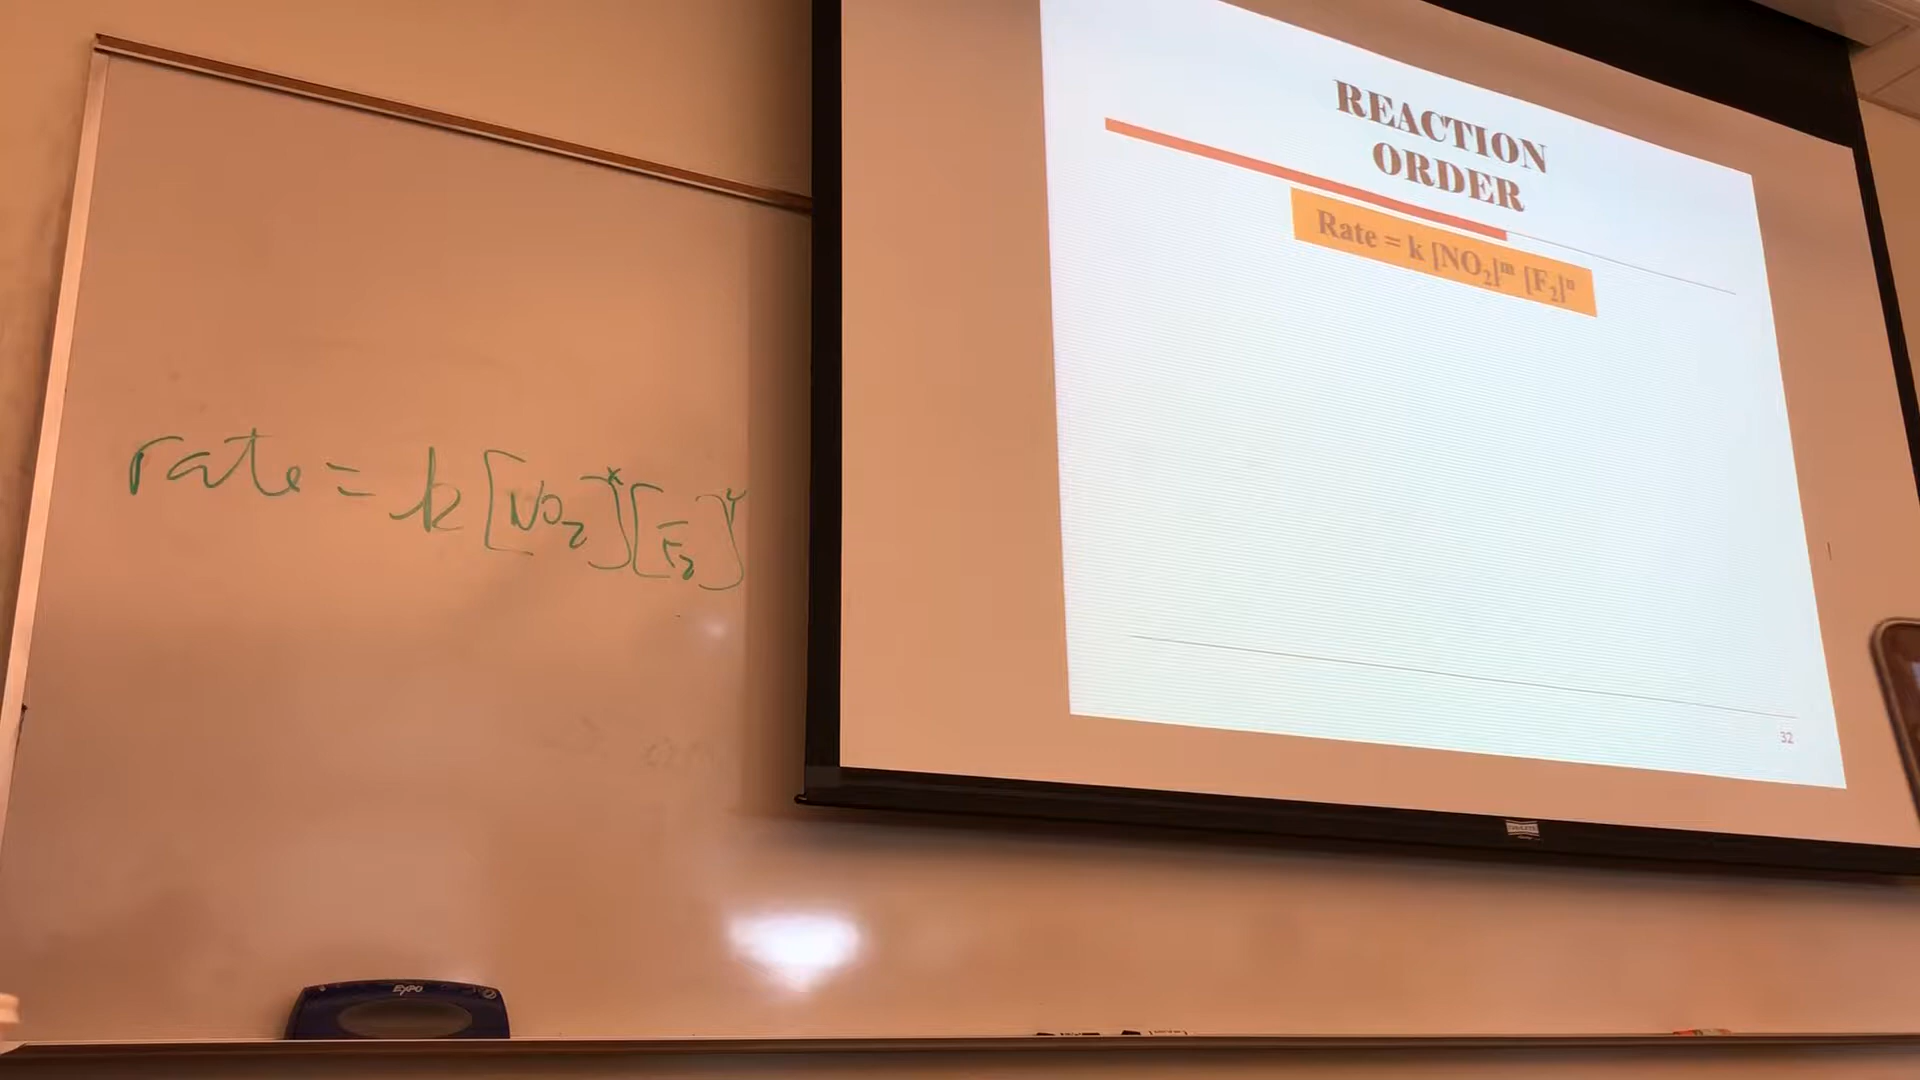 rate = k [NO₂]ˣ [F₂]ʸ
REACTION
ORDER
Rate = k [NO₂]ᵐ [F₂]ⁿ
32
EXPO